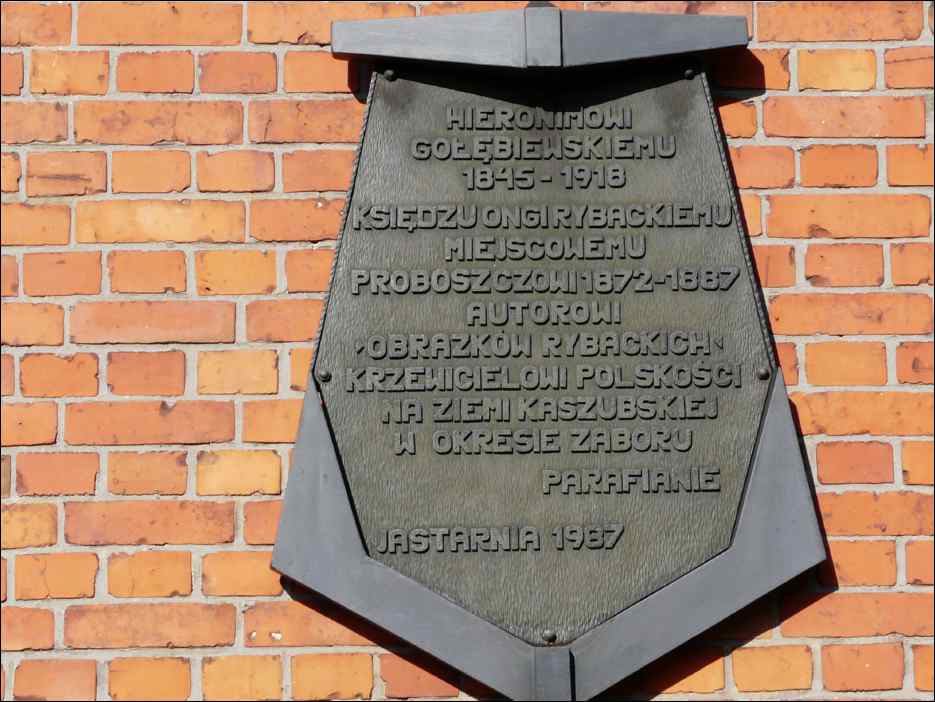 HIERONIMOWI
GOŁĘBIEWSKIEMU
1845 - 1918
KSIĘDZU ONGI RYBACKIEMU
MIEJSCOWEMU
PROBOSZCZOWI 1872-1887
AUTOROWI
›OBRAZKÓW RYBACKICH‹
KRZEWICIELOWI POLSKOŚCI
NA ZIEMI KASZUBSKIEJ
W OKRESIE ZABORU
PARAFIANIE
JASTARNIA 1987